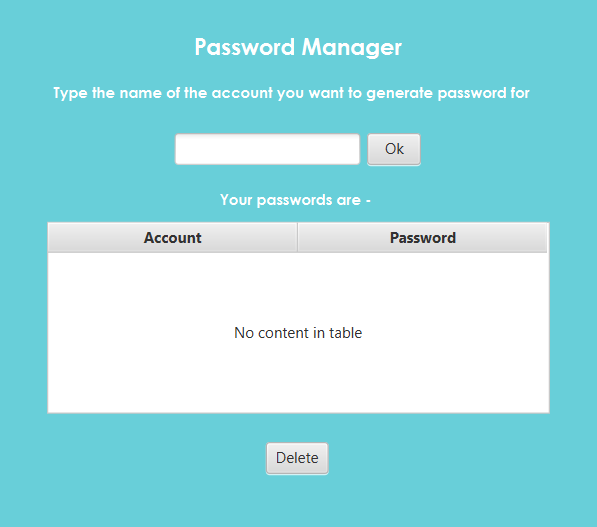 Password Manager
Type the name of the account you want to generate password for
Ok
Your passwords are -
Account Password
No content in table
Delete